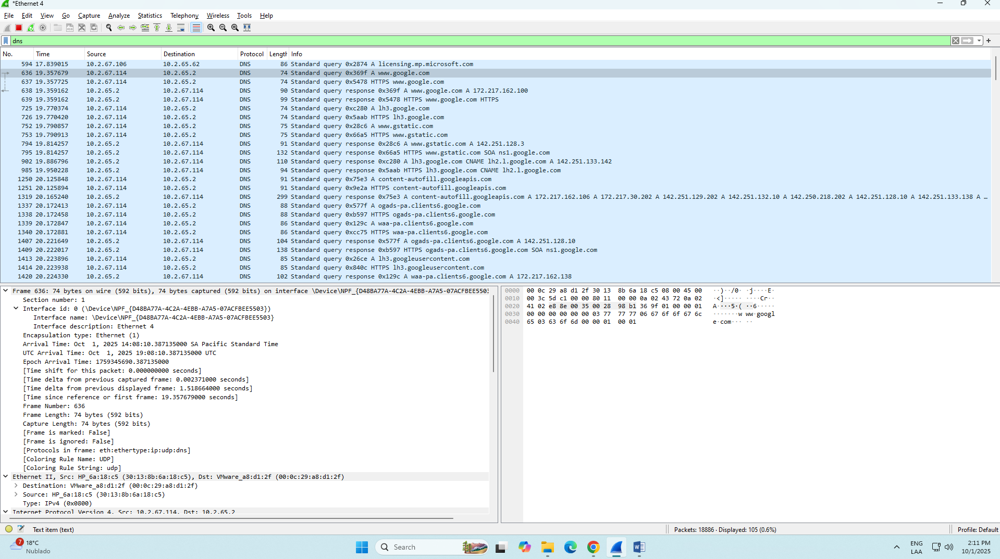 *Ethernet 4
File Edit View Go Capture Analyze Statistics Telephony Wireless Tools Help
dns
No. Time Source Destination Protocol Length Info
594 17.839015 10.2.67.106 10.2.65.62 DNS 86 Standard query 0x2874 A licensing.mp.microsoft.com
636 19.357679 10.2.67.114 10.2.65.2 DNS 74 Standard query 0x369f A www.google.com
637 19.357725 10.2.67.114 10.2.65.2 DNS 74 Standard query 0x5478 HTTPS www.google.com
638 19.359162 10.2.65.2 10.2.67.114 DNS 90 Standard query response 0x369f A www.google.com A 172.217.162.100
639 19.359162 10.2.65.2 10.2.67.114 DNS 99 Standard query response 0x5478 HTTPS www.google.com HTTPS
725 19.770374 10.2.67.114 10.2.65.2 DNS 74 Standard query 0xc280 A lh3.google.com
726 19.770420 10.2.67.114 10.2.65.2 DNS 74 Standard query 0x5aab HTTPS lh3.google.com
752 19.790857 10.2.67.114 10.2.65.2 DNS 75 Standard query 0x28c6 A www.gstatic.com
753 19.790913 10.2.67.114 10.2.65.2 DNS 75 Standard query 0x66a5 HTTPS www.gstatic.com
794 19.814257 10.2.65.2 10.2.67.114 DNS 91 Standard query response 0x28c6 A www.gstatic.com A 142.251.128.3
795 19.814257 10.2.65.2 10.2.67.114 DNS 132 Standard query response 0x66a5 HTTPS www.gstatic.com SOA ns1.google.com
902 19.886796 10.2.65.2 10.2.67.114 DNS 110 Standard query response 0xc280 A lh3.google.com CNAME lh2.l.google.com A 142.251.133.142
985 19.950228 10.2.65.2 10.2.67.114 DNS 94 Standard query response 0x5aab HTTPS lh3.google.com CNAME lh2.l.google.com
1250 20.125848 10.2.67.114 10.2.65.2 DNS 91 Standard query 0x75e3 A content-autofill.googleapis.com
1251 20.125894 10.2.67.114 10.2.65.2 DNS 91 Standard query 0x9e2a HTTPS content-autofill.googleapis.com
1319 20.165240 10.2.65.2 10.2.67.114 DNS 299 Standard query response 0x75e3 A content-autofill.googleapis.com A 172.217.162.106 A 172.217.30.202 A 142.251.129.202 A 142.251.132.10 A 142.250.218.202 A 142.251.128.10 A 142.251.133.138 A …
1337 20.172413 10.2.67.114 10.2.65.2 DNS 88 Standard query 0x577f A ogads-pa.clients6.google.com
1338 20.172458 10.2.67.114 10.2.65.2 DNS 88 Standard query 0xb597 HTTPS ogads-pa.clients6.google.com
1339 20.172847 10.2.67.114 10.2.65.2 DNS 86 Standard query 0x129c A waa-pa.clients6.google.com
1340 20.172881 10.2.67.114 10.2.65.2 DNS 86 Standard query 0xcc75 HTTPS waa-pa.clients6.google.com
1407 20.221649 10.2.65.2 10.2.67.114 DNS 104 Standard query response 0x577f A ogads-pa.clients6.google.com A 142.251.128.10
1409 20.222017 10.2.65.2 10.2.67.114 DNS 138 Standard query response 0xb597 HTTPS ogads-pa.clients6.google.com SOA ns1.google.com
1413 20.223896 10.2.67.114 10.2.65.2 DNS 85 Standard query 0x26ce A lh3.googleusercontent.com
1414 20.223938 10.2.67.114 10.2.65.2 DNS 85 Standard query 0x840c HTTPS lh3.googleusercontent.com
1420 20.224330 10.2.65.2 10.2.67.114 DNS 102 Standard query response 0x129c A waa-pa.clients6.google.com A 172.217.162.138
Frame 636: 74 bytes on wire (592 bits), 74 bytes captured (592 bits) on interface \Device\NPF_{D48BA77A-4C2A-4EBB-A7A5-07ACFBEE5503
Section number: 1
Interface id: 0 (\Device\NPF_{D48BA77A-4C2A-4EBB-A7A5-07ACFBEE5503})
Interface name: \Device\NPF_{D48BA77A-4C2A-4EBB-A7A5-07ACFBEE5503}
Interface description: Ethernet 4
Encapsulation type: Ethernet (1)
Arrival Time: Oct  1, 2025 14:08:10.387135000 SA Pacific Standard Time
UTC Arrival Time: Oct  1, 2025 19:08:10.387135000 UTC
Epoch Arrival Time: 1759345690.387135000
[Time shift for this packet: 0.000000000 seconds]
[Time delta from previous captured frame: 0.002371000 seconds]
[Time delta from previous displayed frame: 1.518664000 seconds]
[Time since reference or first frame: 19.357679000 seconds]
Frame Number: 636
Frame Length: 74 bytes (592 bits)
Capture Length: 74 bytes (592 bits)
[Frame is marked: False]
[Frame is ignored: False]
[Protocols in frame: eth:ethertype:ip:udp:dns]
[Coloring Rule Name: UDP]
[Coloring Rule String: udp]
Ethernet II, Src: HP_6a:18:c5 (30:13:8b:6a:18:c5), Dst: VMware_a8:d1:2f (00:0c:29:a8:d1:2f)
Destination: VMware_a8:d1:2f (00:0c:29:a8:d1:2f)
Source: HP_6a:18:c5 (30:13:8b:6a:18:c5)
Type: IPv4 (0x0800)
Internet Protocol Version 4, Src: 10.2.67.114, Dst: 10.2.65.2
0000 00 0c 29 a8 d1 2f 30 13 8b 6a 18 c5 08 00 45 00 ··)··/0· ·j····E·
0010 00 3c 5d c1 00 00 80 11 00 00 0a 02 43 72 0a 02 ·<]····· ····Cr··
0020 41 02 e8 8e 00 35 00 28 98 b1 36 9f 01 00 00 01 A····5·( ··6·····
0030 00 00 00 00 00 00 03 77 77 77 06 67 6f 6f 67 6c ·······w ww·googl
0040 65 03 63 6f 6d 00 00 01 00 01 e·com··· ··
Text item (text)
Packets: 18886 · Displayed: 105 (0.6%)
Profile: Default
7
18°C
Nublado
Search
ENG
LAA
2:11 PM
10/1/2025